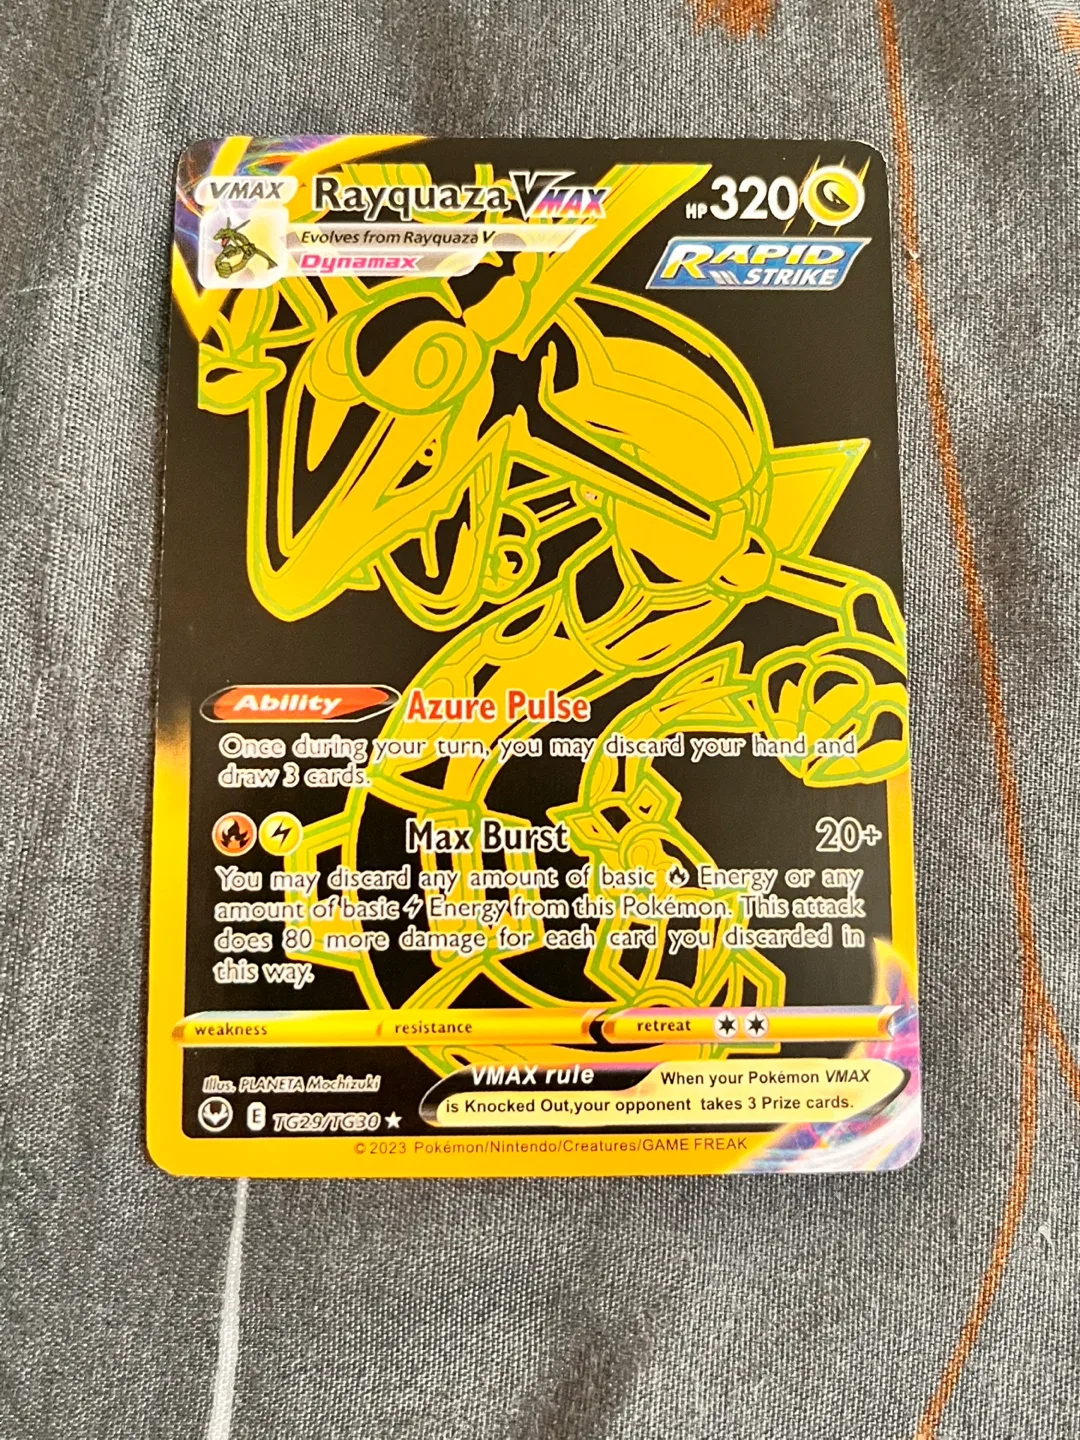 VMAX
Rayquaza VMAX
HP 320
Evolves from Rayquaza V
Dynamax
RAPID
STRIKE
Ability Azure Pulse
Once during your turn, you may discard your hand and
draw 3 cards.
Max Burst 20+
You may discard any amount of basic Energy or any
amount of basic Energy from this Pokémon. This attack
does 80 more damage for each card you discarded in
this way.
weakness resistance retreat
Illus. PLANETA Mochizuki
VMAX rule When your Pokémon VMAX
is Knocked Out,your opponent takes 3 Prize cards.
E TG29/TG30
©2023 Pokémon/Nintendo/Creatures/GAME FREAK